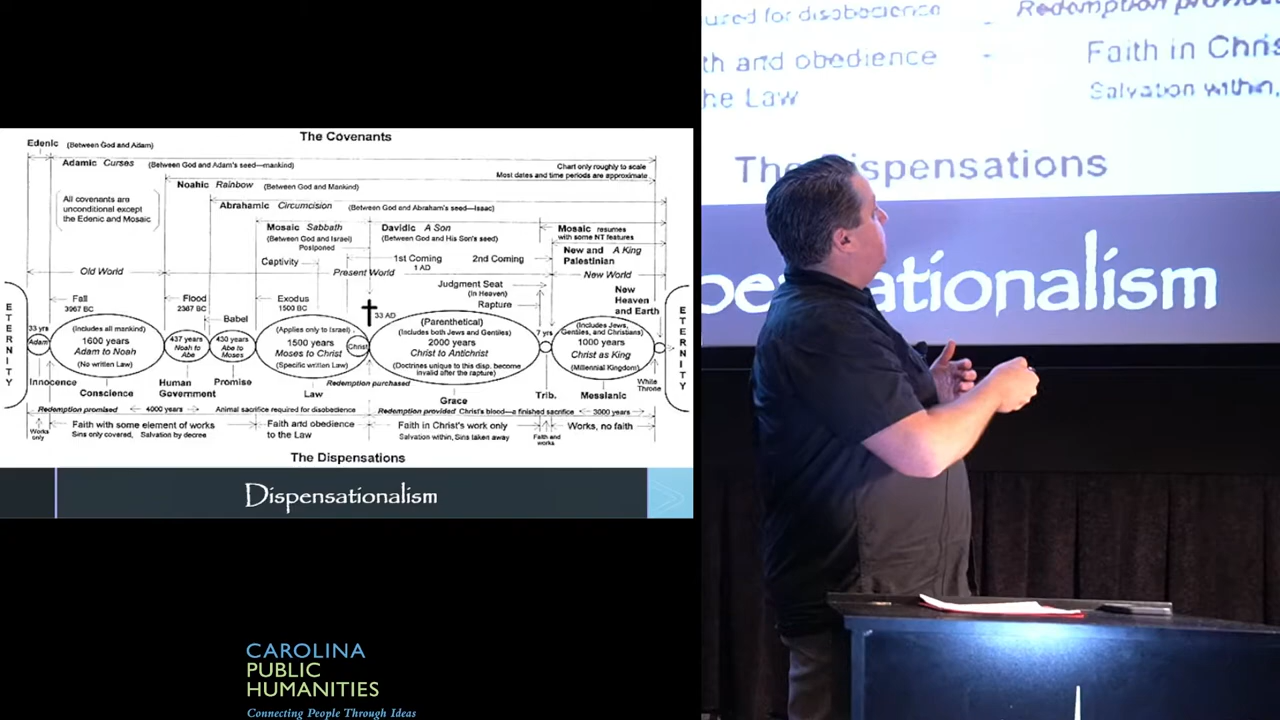 The Covenants
Edenic (Between God and Adam)
Adamic Curses (Between God and Adam's seed—mankind)
Chart only roughly to scale
Most dates and time periods are approximate
Noahic Rainbow (Between God and Mankind)
All covenants are
unconditional except
the Edenic and Mosaic
Abrahamic Circumcision (Between God and Abraham's seed—Isaac)
Mosaic Sabbath
(Between God and Israel)
Postponed
Davidic A Son
(Between God and His Son's seed)
Mosaic resumes
with some NT features
New and A King
Palestinian
Captivity
1st Coming
1 AD
2nd Coming
Old World
Present World
New World
Judgment Seat
(In Heaven)
Rapture
New
Heaven
and Earth
Fall
3967 BC
Flood
2367 BC
Babel
Exodus
1500 BC
33 AD
ETERNITY
33 yrs
Adam
(Includes all mankind)
1600 years
Adam to Noah
(No written Law)
437 years
Noah to
Abe
430 years
Abe to
Moses
(Applies only to Israel)
1500 years
Moses to Christ
(Specific written Law)
Christ
(Parenthetical)
(Includes both Jews and Gentiles)
2000 years
Christ to Antichrist
(Doctrines unique to this disp. become
invalid after the rapture)
7 yrs
(Includes Jews,
Gentiles, and Christians)
1000 years
Christ as King
(Millennial Kingdom)
ETERNITY
Innocence
Conscience
Human
Government
Promise
Law
Redemption purchased
Grace
Trib.
Messianic
White
Throne
Redemption promised
4000 years
Animal sacrifice required for disobedience
Redemption provided Christ's blood—a finished sacrifice
3000 years
Works
only
Faith with some element of works
Sins only covered, Salvation by decree
Faith and obedience
to the Law
Faith in Christ's work only
Salvation within, Sins taken away
Faith and
works
Works, no faith
The Dispensations
Dispensationalism
CAROLINA
PUBLIC
HUMANITIES
Connecting People Through Ideas
ured for disobedience
Redemption provid
th and obedience
he Law
Faith in Chris
Salvation within,
The Dispensations
pensationalism